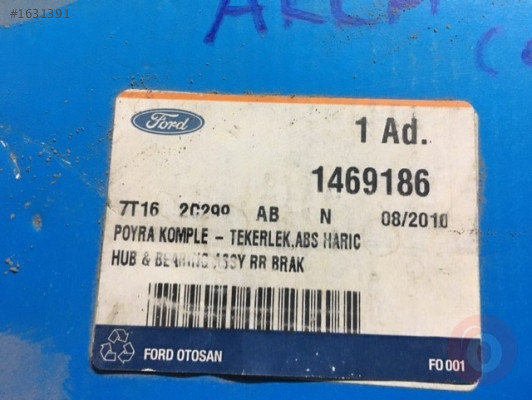 #1631391
Ford
1 Ad.
1469186
7T16 2C299 AB N 08/2010
POYRA KOMPLE - TEKERLEK,ABS HARIC
HUB & BEARING ASSY RR BRAK
FORD OTOSAN
FO 001